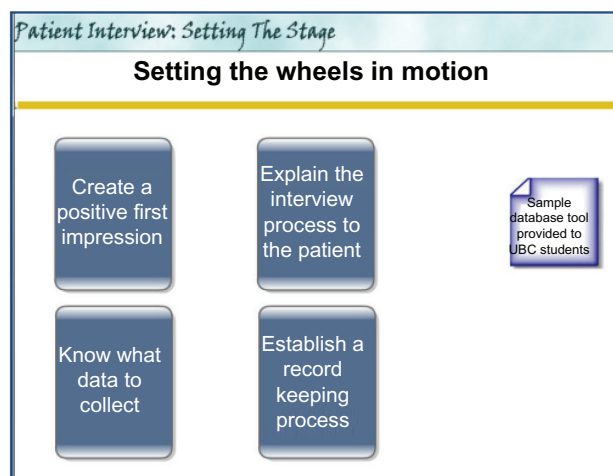 Patient Interview: Setting The Stage
Setting the wheels in motion
Create a
positive first
impression
Explain the
interview
process to
the patient
Sample
database tool
provided to
UBC students
Know what
data to
collect
Establish a
record
keeping
process